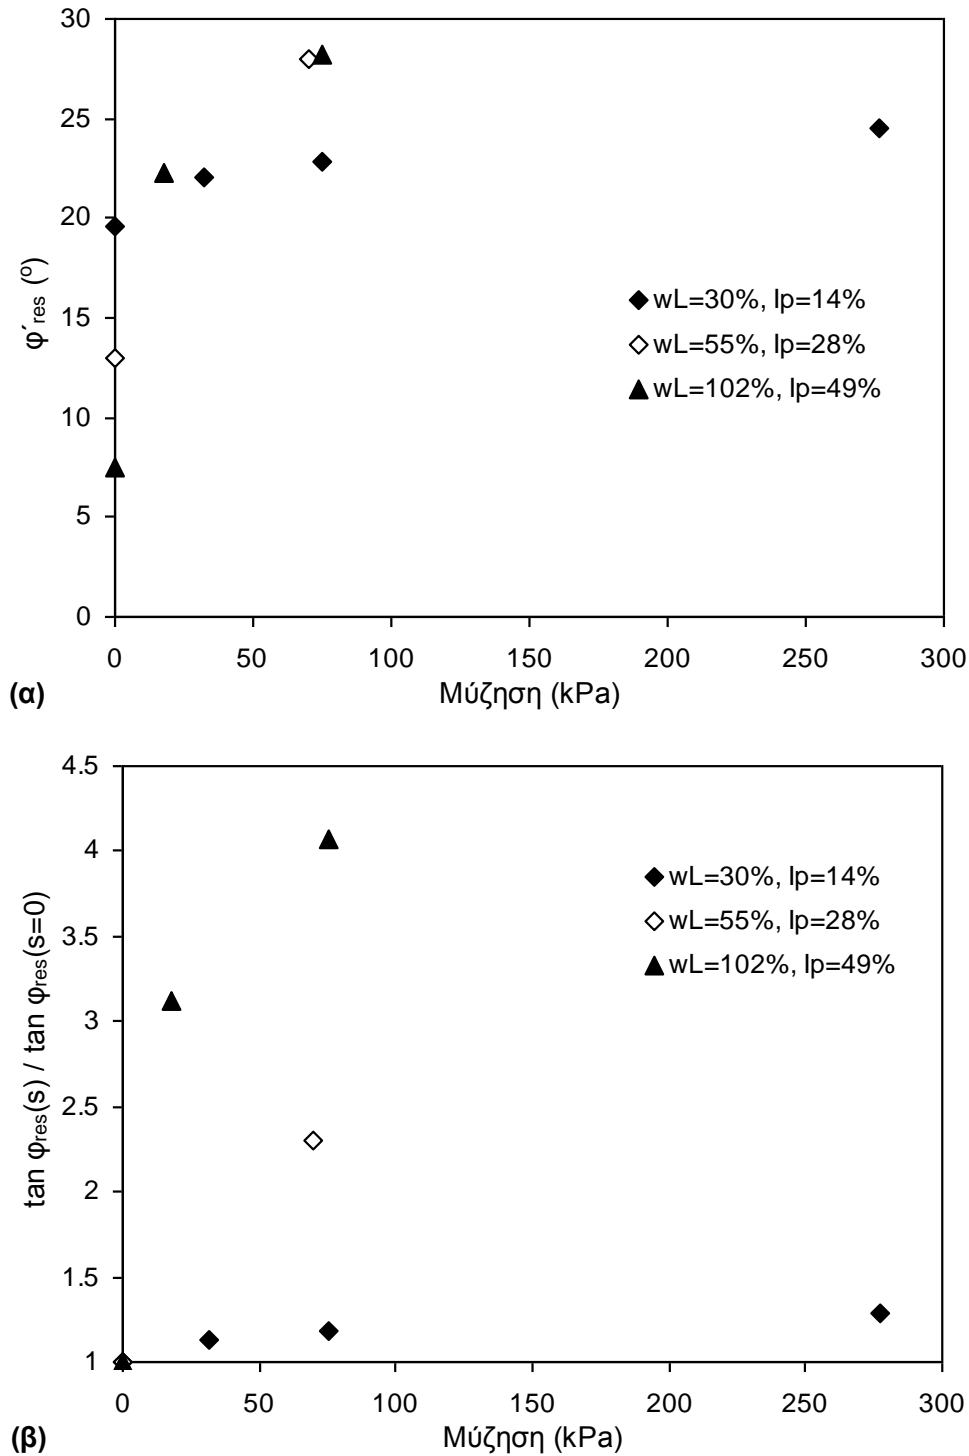 30
25
20
15
10
5
0
φ´res (º)
wL=30%, Ip=14%
wL=55%, Ip=28%
wL=102%, Ip=49%
0 50 100 150 200 250 300
(α) Μύζηση (kPa)
4.5
4
3.5
3
2.5
2
1.5
1
tan φres(s) / tan φres(s=0)
wL=30%, Ip=14%
wL=55%, Ip=28%
wL=102%, Ip=49%
0 50 100 150 200 250 300
(β) Μύζηση (kPa)